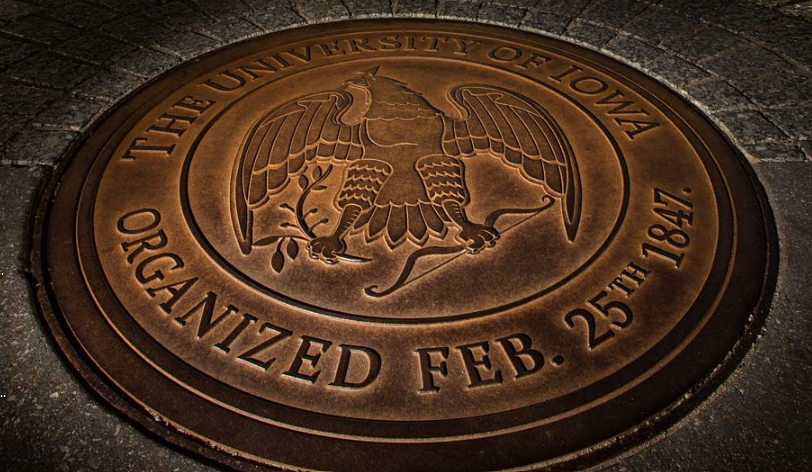 THE UNIVERSITY OF IOWA
ORGANIZED FEB. 25TH 1847.